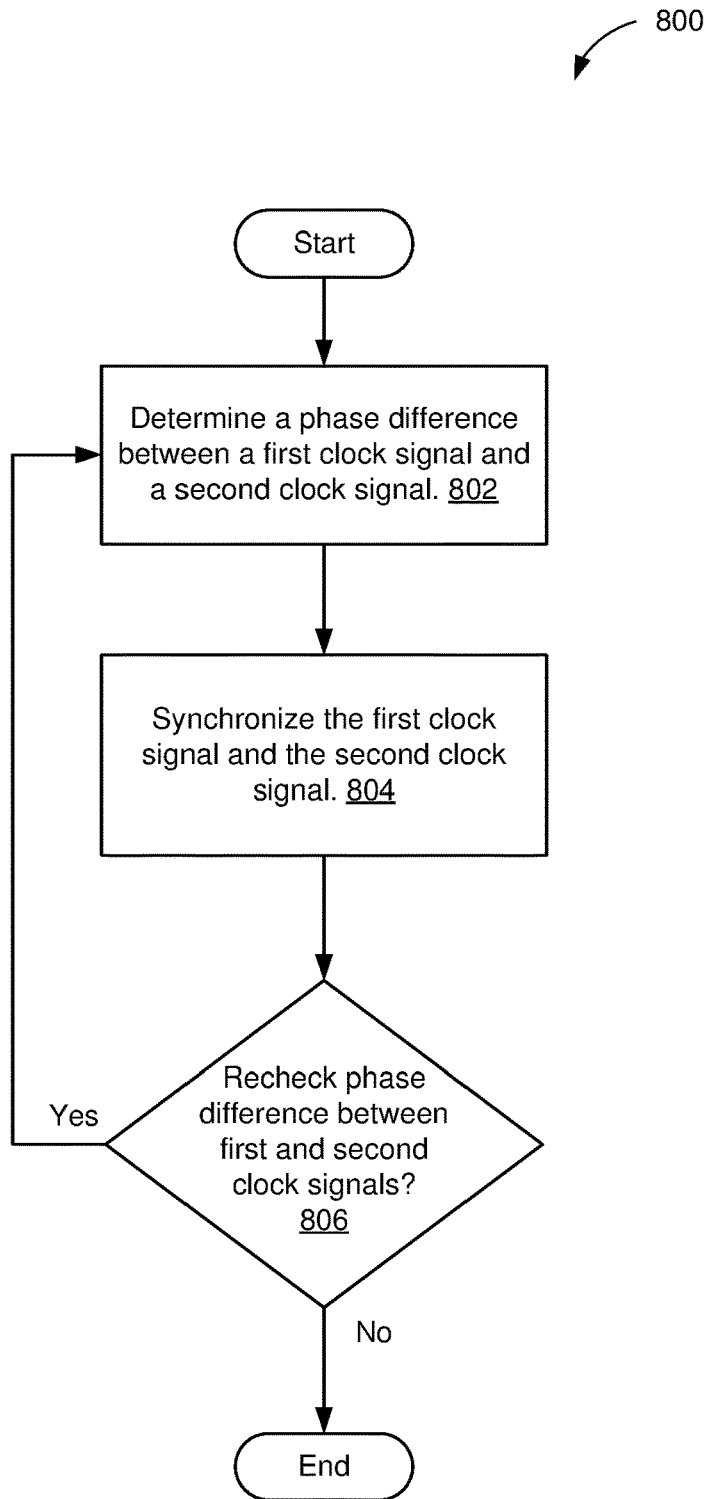 800
Start
Determine a phase difference
between a first clock signal and
a second clock signal. 802
Synchronize the first clock
signal and the second clock
signal. 804
Recheck phase
difference between
first and second
clock signals?
806
Yes
No
End